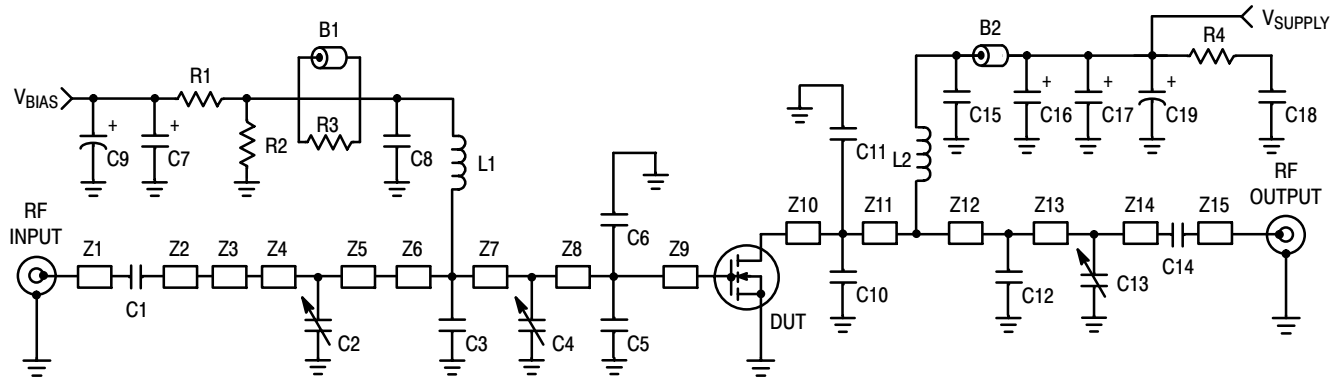 V_SUPPLY
B2
R4
B1
R1
V_BIAS
+
+
R3
R2
C9
C7
C8
L1
C15
+
C16
+
C17
+
C19
C18
C11
L2
C6
RF
INPUT
Z1
Z2
Z3
Z4
Z5
Z6
Z7
Z8
Z9
Z10
Z11
Z12
Z13
Z14
Z15
RF
OUTPUT
C1
C2
C3
C4
C5
DUT
C10
C12
C13
C14